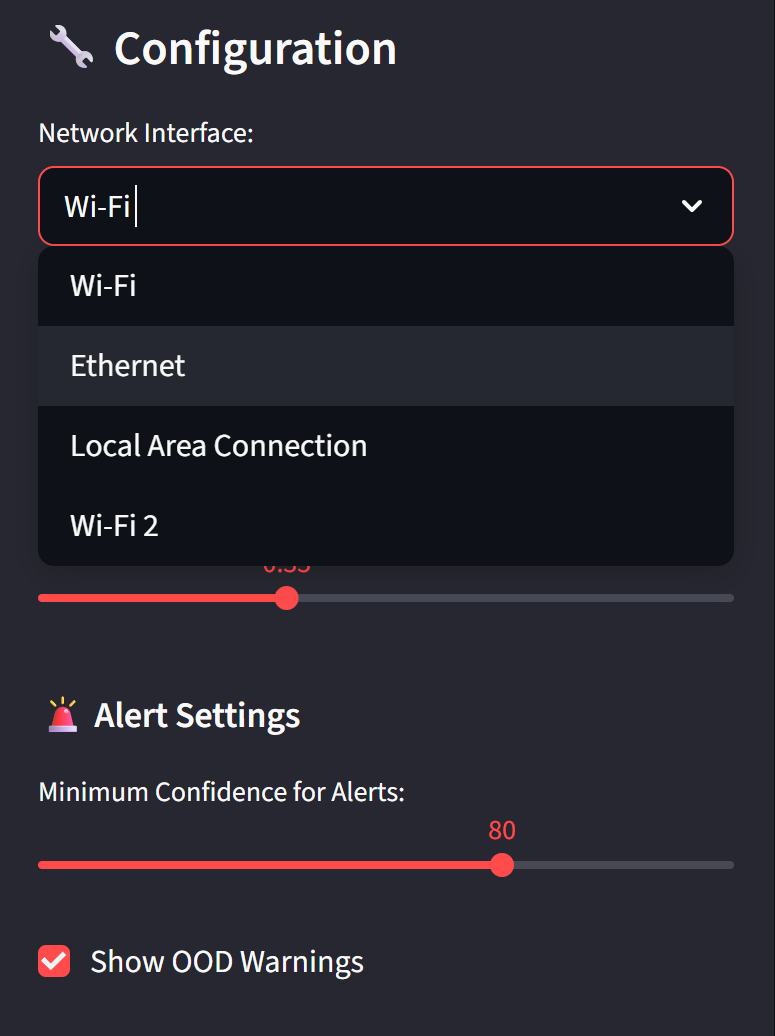 Configuration
Network Interface:
Wi-Fi
Wi-Fi
Ethernet
Local Area Connection
Wi-Fi 2
Alert Settings
Minimum Confidence for Alerts:
80
Show OOD Warnings